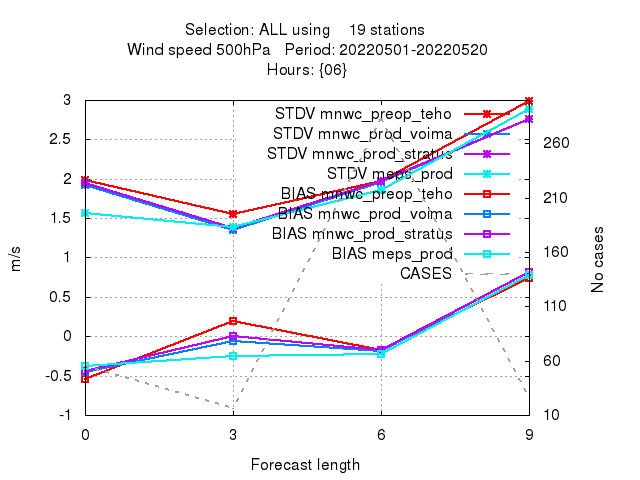 Selection: ALL using 19 stations
Wind speed 500hPa Period: 20220501-20220520
Hours: {06}
3
2.5
2
1.5
1
0.5
0
-0.5
-1
m/s
STDV mnwc_preop_teho
STDV mnwc_prod_voima
STDV mnwc_prod_stratus
STDV meps_prod
BIAS mnwc_preop_teho
BIAS mnwc_prod_voima
BIAS mnwc_prod_stratus
BIAS meps_prod
CASES
260
210
160
110
60
10
No cases
0 3 6 9
Forecast length